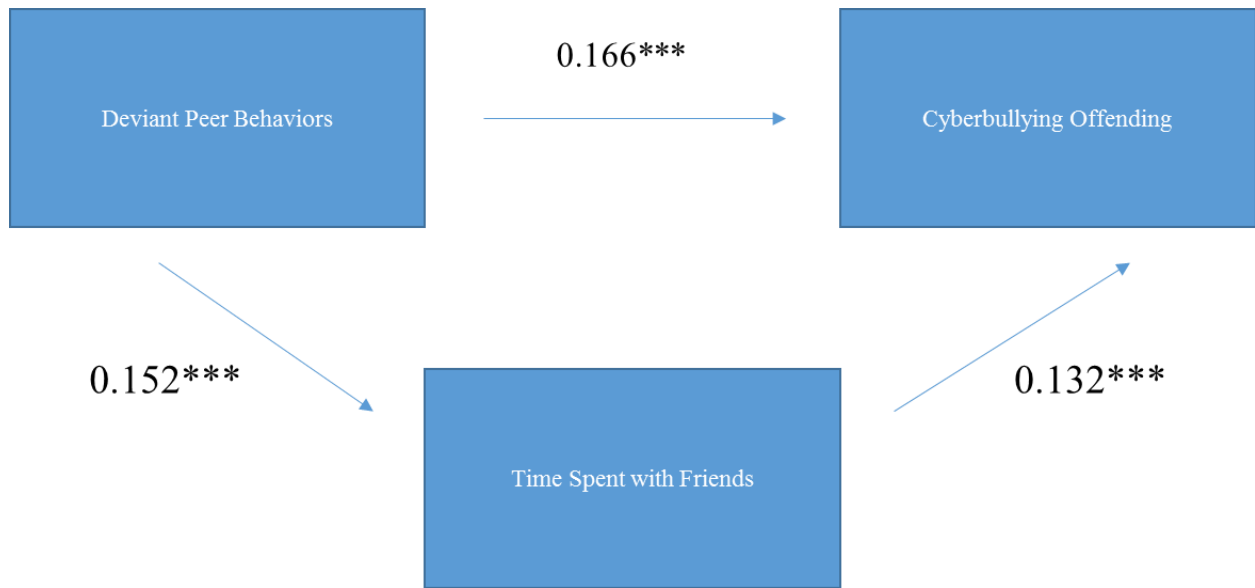 0.166***
Deviant Peer Behaviors
Cyberbullying Offending
0.152***
0.132***
Time Spent with Friends